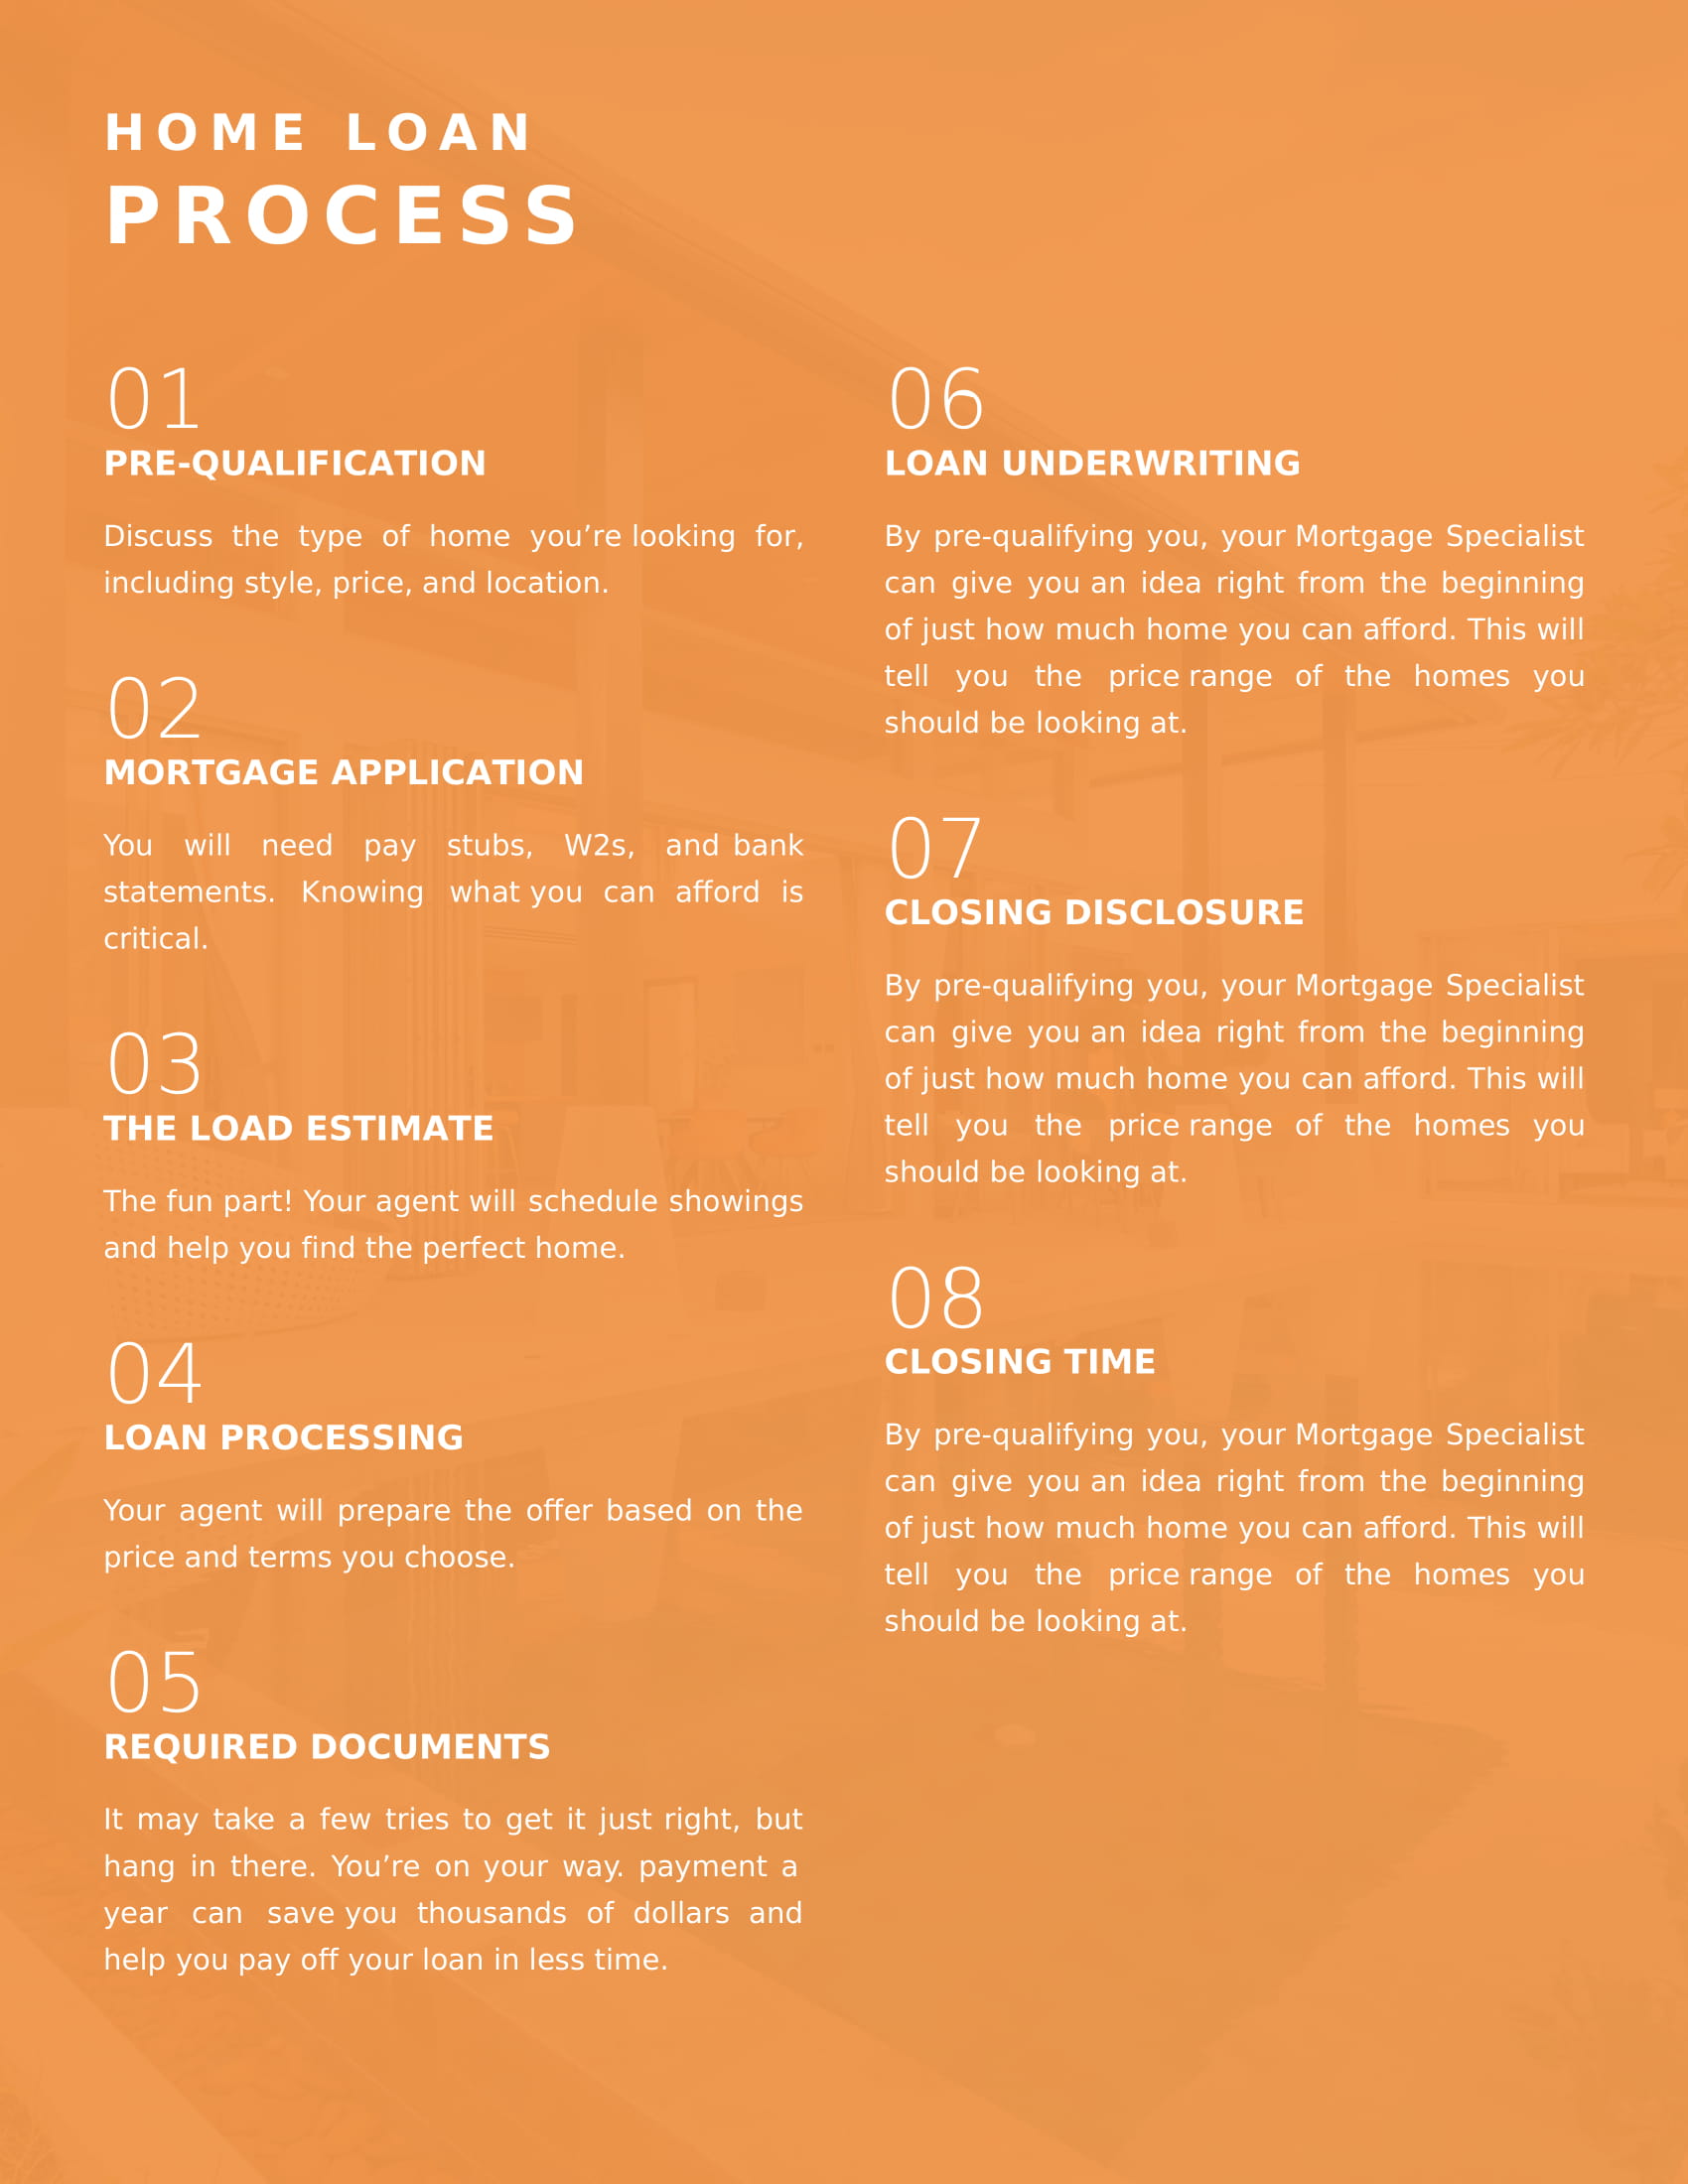 HOME LOAN
PROCESS
01
PRE-QUALIFICATION
Discuss the type of home you’re looking for,
including style, price, and location.
02
MORTGAGE APPLICATION
You will need pay stubs, W2s, and bank
statements. Knowing what you can afford is
critical.
03
THE LOAD ESTIMATE
The fun part! Your agent will schedule showings
and help you find the perfect home.
04
LOAN PROCESSING
Your agent will prepare the offer based on the
price and terms you choose.
05
REQUIRED DOCUMENTS
It may take a few tries to get it just right, but
hang in there. You’re on your way. payment a
year can save you thousands of dollars and
help you pay off your loan in less time.
06
LOAN UNDERWRITING
By pre-qualifying you, your Mortgage Specialist
can give you an idea right from the beginning
of just how much home you can afford. This will
tell you the price range of the homes you
should be looking at.
07
CLOSING DISCLOSURE
By pre-qualifying you, your Mortgage Specialist
can give you an idea right from the beginning
of just how much home you can afford. This will
tell you the price range of the homes you
should be looking at.
08
CLOSING TIME
By pre-qualifying you, your Mortgage Specialist
can give you an idea right from the beginning
of just how much home you can afford. This will
tell you the price range of the homes you
should be looking at.